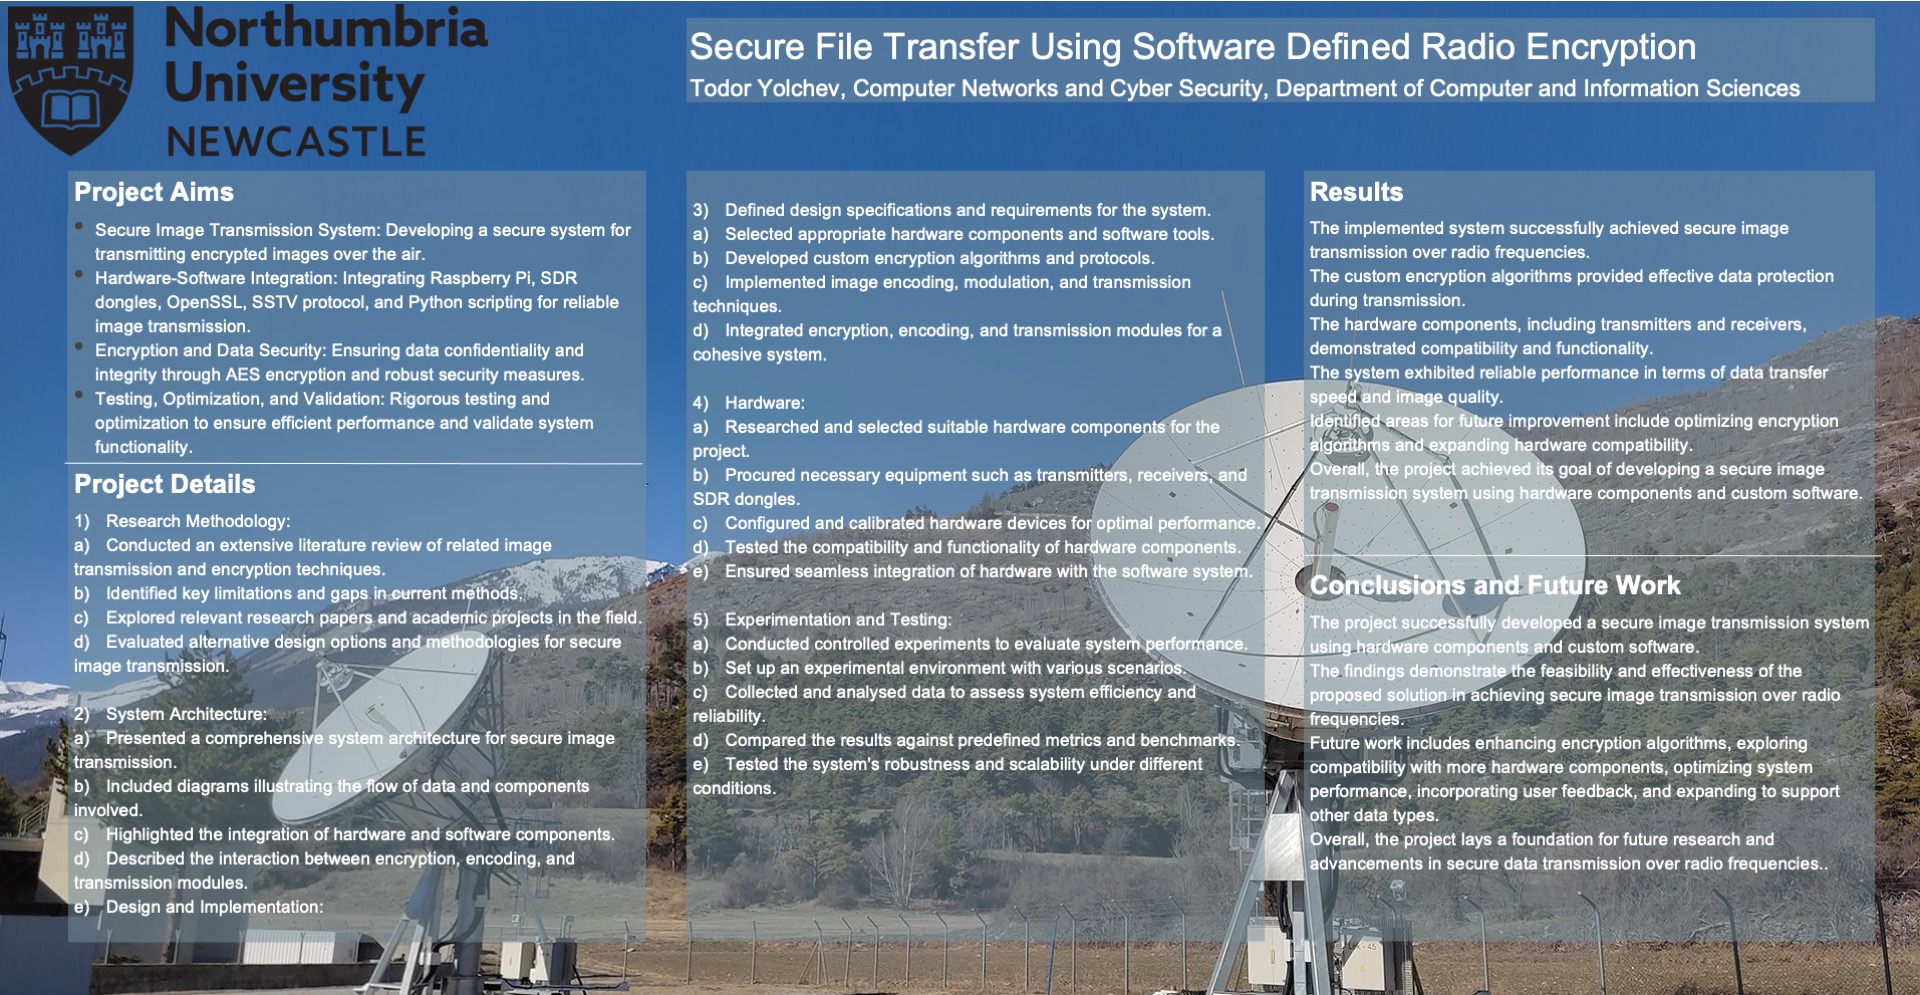 Northumbria
University
NEWCASTLE
Secure File Transfer Using Software Defined Radio Encryption
Todor Yolchev, Computer Networks and Cyber Security, Department of Computer and Information Sciences
Project Aims
• Secure Image Transmission System: Developing a secure system for
transmitting encrypted images over the air.
• Hardware-Software Integration: Integrating Raspberry Pi, SDR
dongles, OpenSSL, SSTV protocol, and Python scripting for reliable
image transmission.
• Encryption and Data Security: Ensuring data confidentiality and
integrity through AES encryption and robust security measures.
• Testing, Optimization, and Validation: Rigorous testing and
optimization to ensure efficient performance and validate system
functionality.
Project Details
1) Research Methodology:
a) Conducted an extensive literature review of related image
transmission and encryption techniques.
b) Identified key limitations and gaps in current methods,
c) Explored relevant research papers and academic projects in the field.
d) Evaluated alternative design options and methodologies for secure
image transmission.
2) System Architecture:
a) Presented a comprehensive system architecture for secure image
transmission.
b) Included diagrams illustrating the flow of data and components
involved.
c) Highlighted the integration of hardware and software components.
d) Described the interaction between encryption, encoding, and
transmission modules.
e) Design and Implementation:
3) Defined design specifications and requirements for the system.
a) Selected appropriate hardware components and software tools.
b) Developed custom encryption algorithms and protocols.
c) Implemented image encoding, modulation, and transmission
techniques.
d) Integrated encryption, encoding, and transmission modules for a
cohesive system.
4) Hardware:
a) Researched and selected suitable hardware components for the
project.
b) Procured necessary equipment such as transmitters, receivers, and
SDR dongles.
c) Configured and calibrated hardware devices for optimal performance.
d) Tested the compatibility and functionality of hardware components.
e) Ensured seamless integration of hardware with the software system.
5) Experimentation and Testing:
a) Conducted controlled experiments to evaluate system performance.
b) Set up an experimental environment with various scenarios.
c) Collected and analysed data to assess system efficiency and
reliability.
d) Compared the results against predefined metrics and benchmarks.
e) Tested the system's robustness and scalability under different
conditions.
Results
The implemented system successfully achieved secure image
transmission over radio frequencies.
The custom encryption algorithms provided effective data protection
during transmission.
The hardware components, including transmitters and receivers,
demonstrated compatibility and functionality.
The system exhibited reliable performance in terms of data transfer
speed and image quality.
Identified areas for future improvement include optimizing encryption
algorithms and expanding hardware compatibility.
Overall, the project achieved its goal of developing a secure image
transmission system using hardware components and custom software.
Conclusions and Future Work
The project successfully developed a secure image transmission system
using hardware components and custom software.
The findings demonstrate the feasibility and effectiveness of the
proposed solution in achieving secure image transmission over radio
frequencies.
Future work includes enhancing encryption algorithms, exploring
compatibility with more hardware components, optimizing system
performance, incorporating user feedback, and expanding to support
other data types.
Overall, the project lays a foundation for future research and
advancements in secure data transmission over radio frequencies..